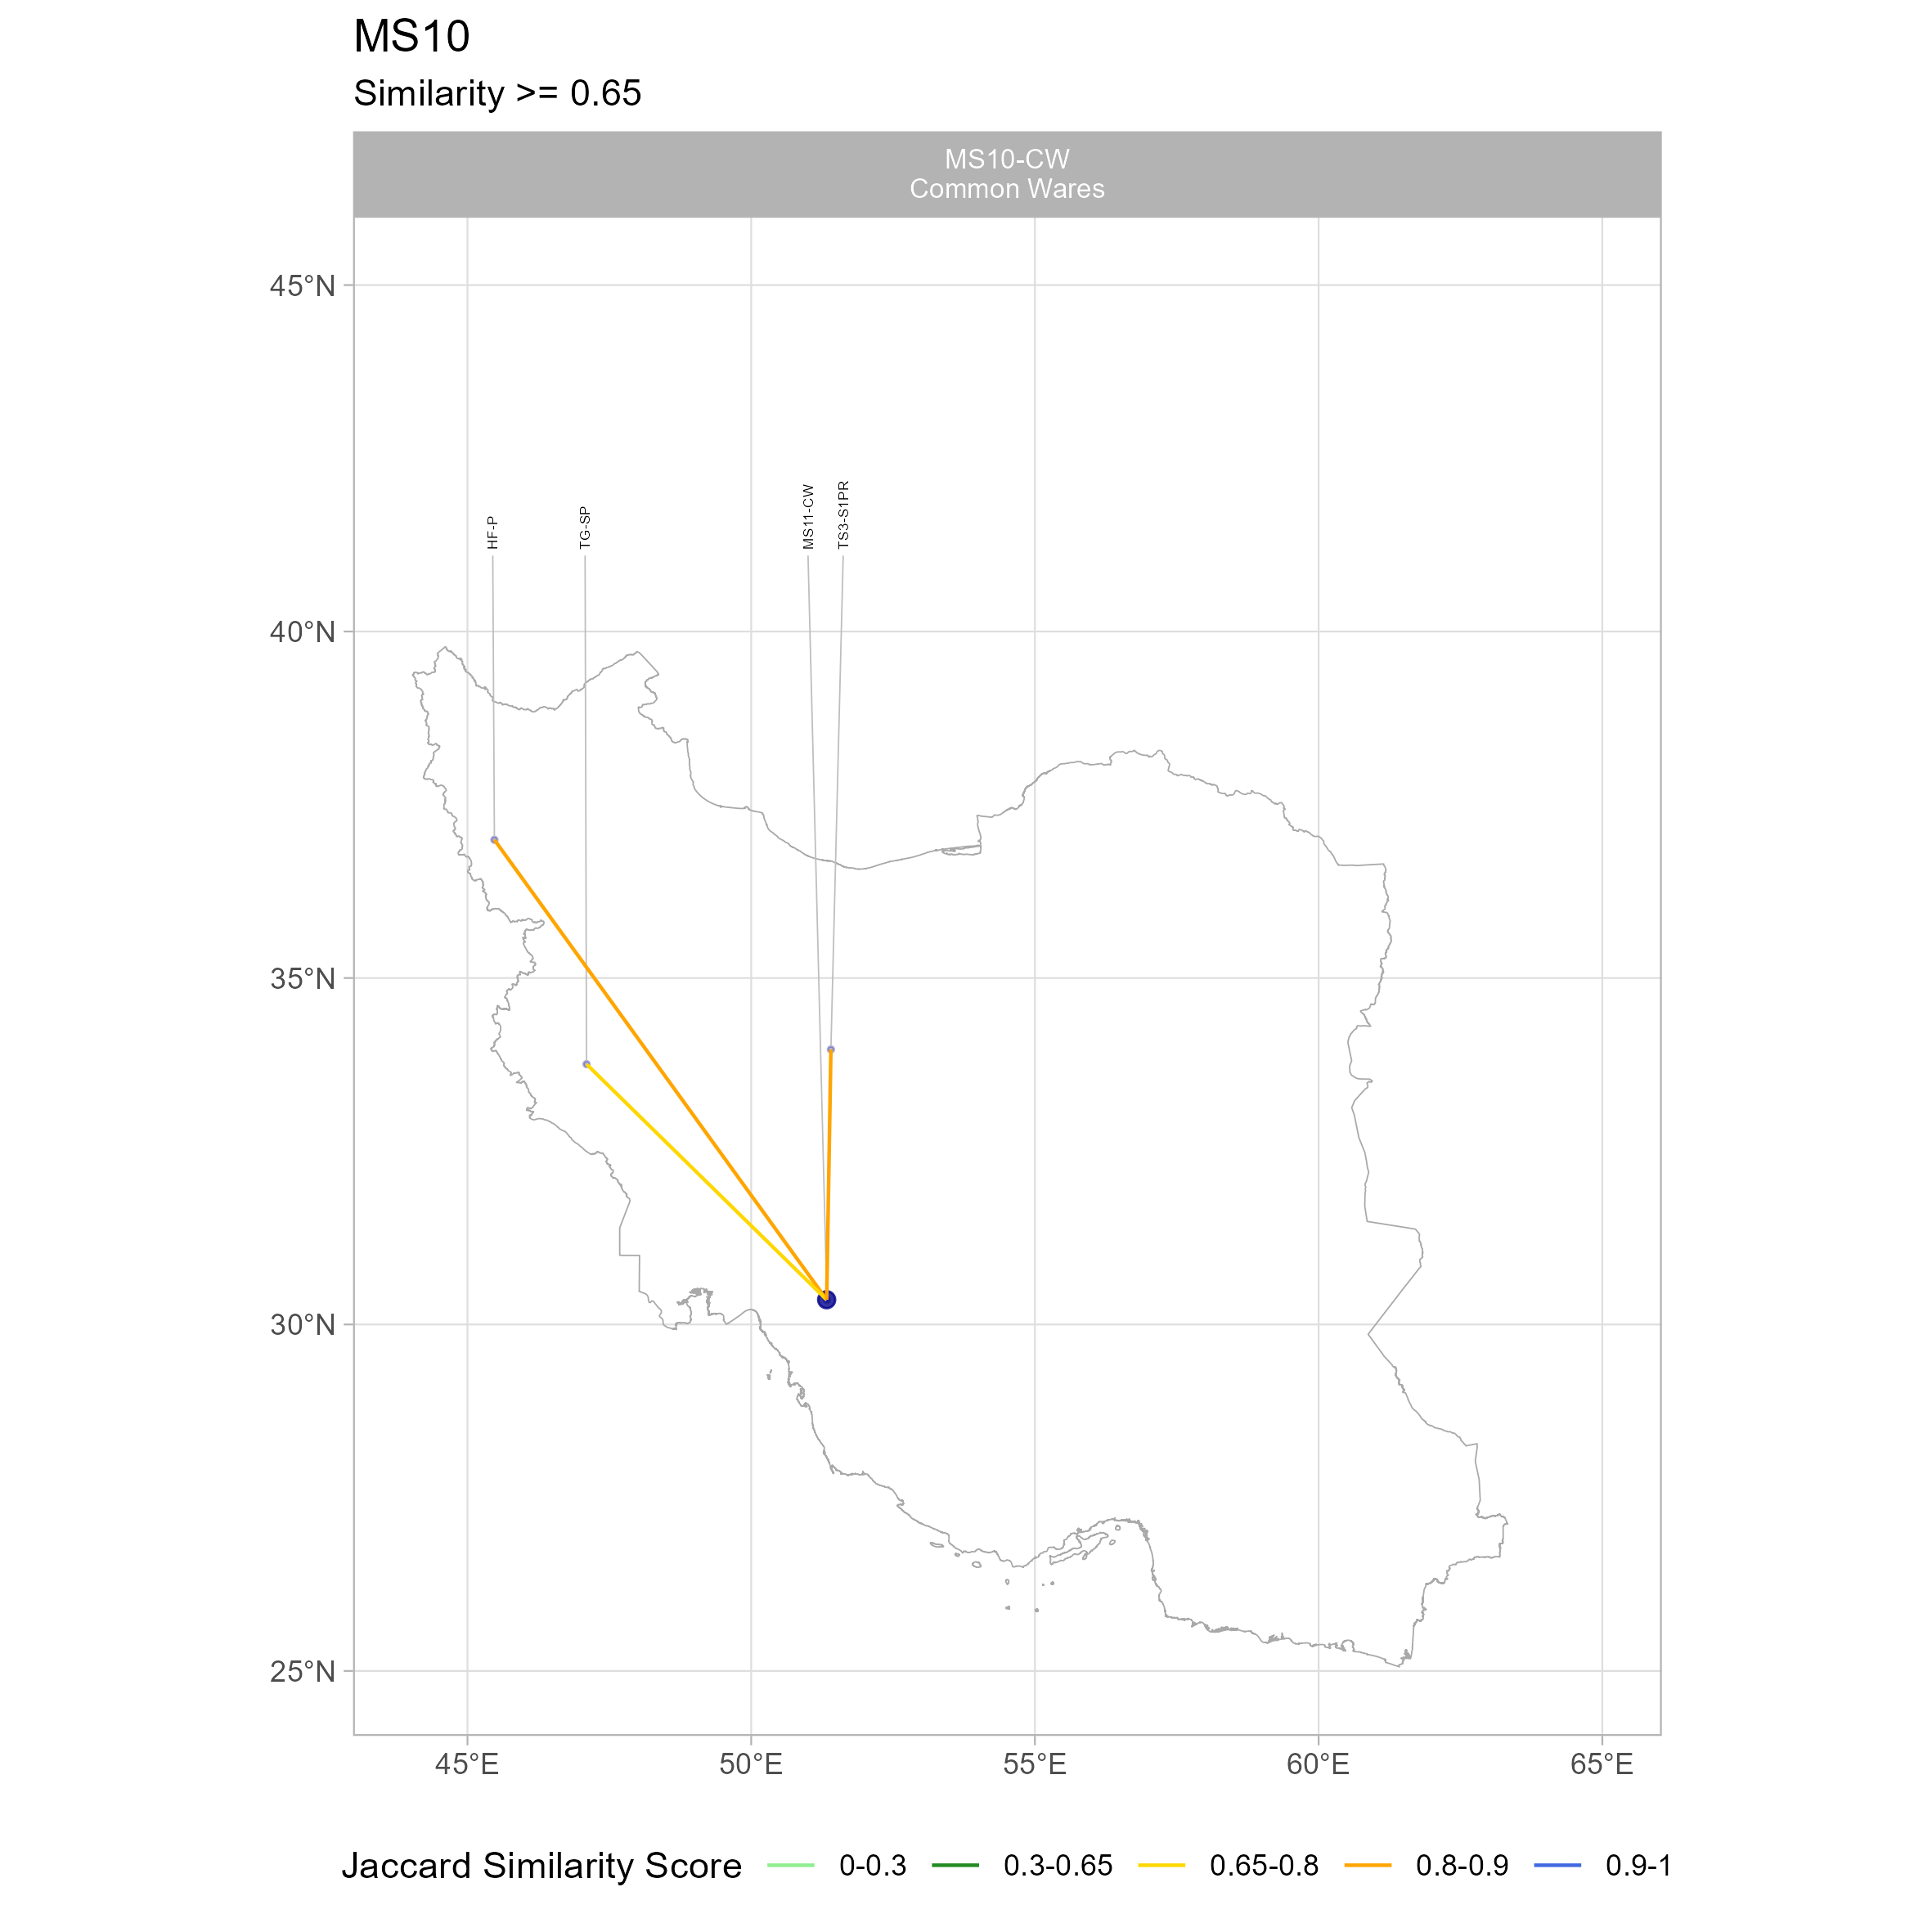 MS10
Similarity >= 0.65
MS10-CW
Common Wares
45°N
40°N
35°N
30°N
25°N
HF-P
TG-SP
MS11-CW
TS3-S1PR
45°E
50°E
55°E
60°E
65°E
Jaccard Similarity Score 0-0.3 0.3-0.65 0.65-0.8 0.8-0.9 0.9-1